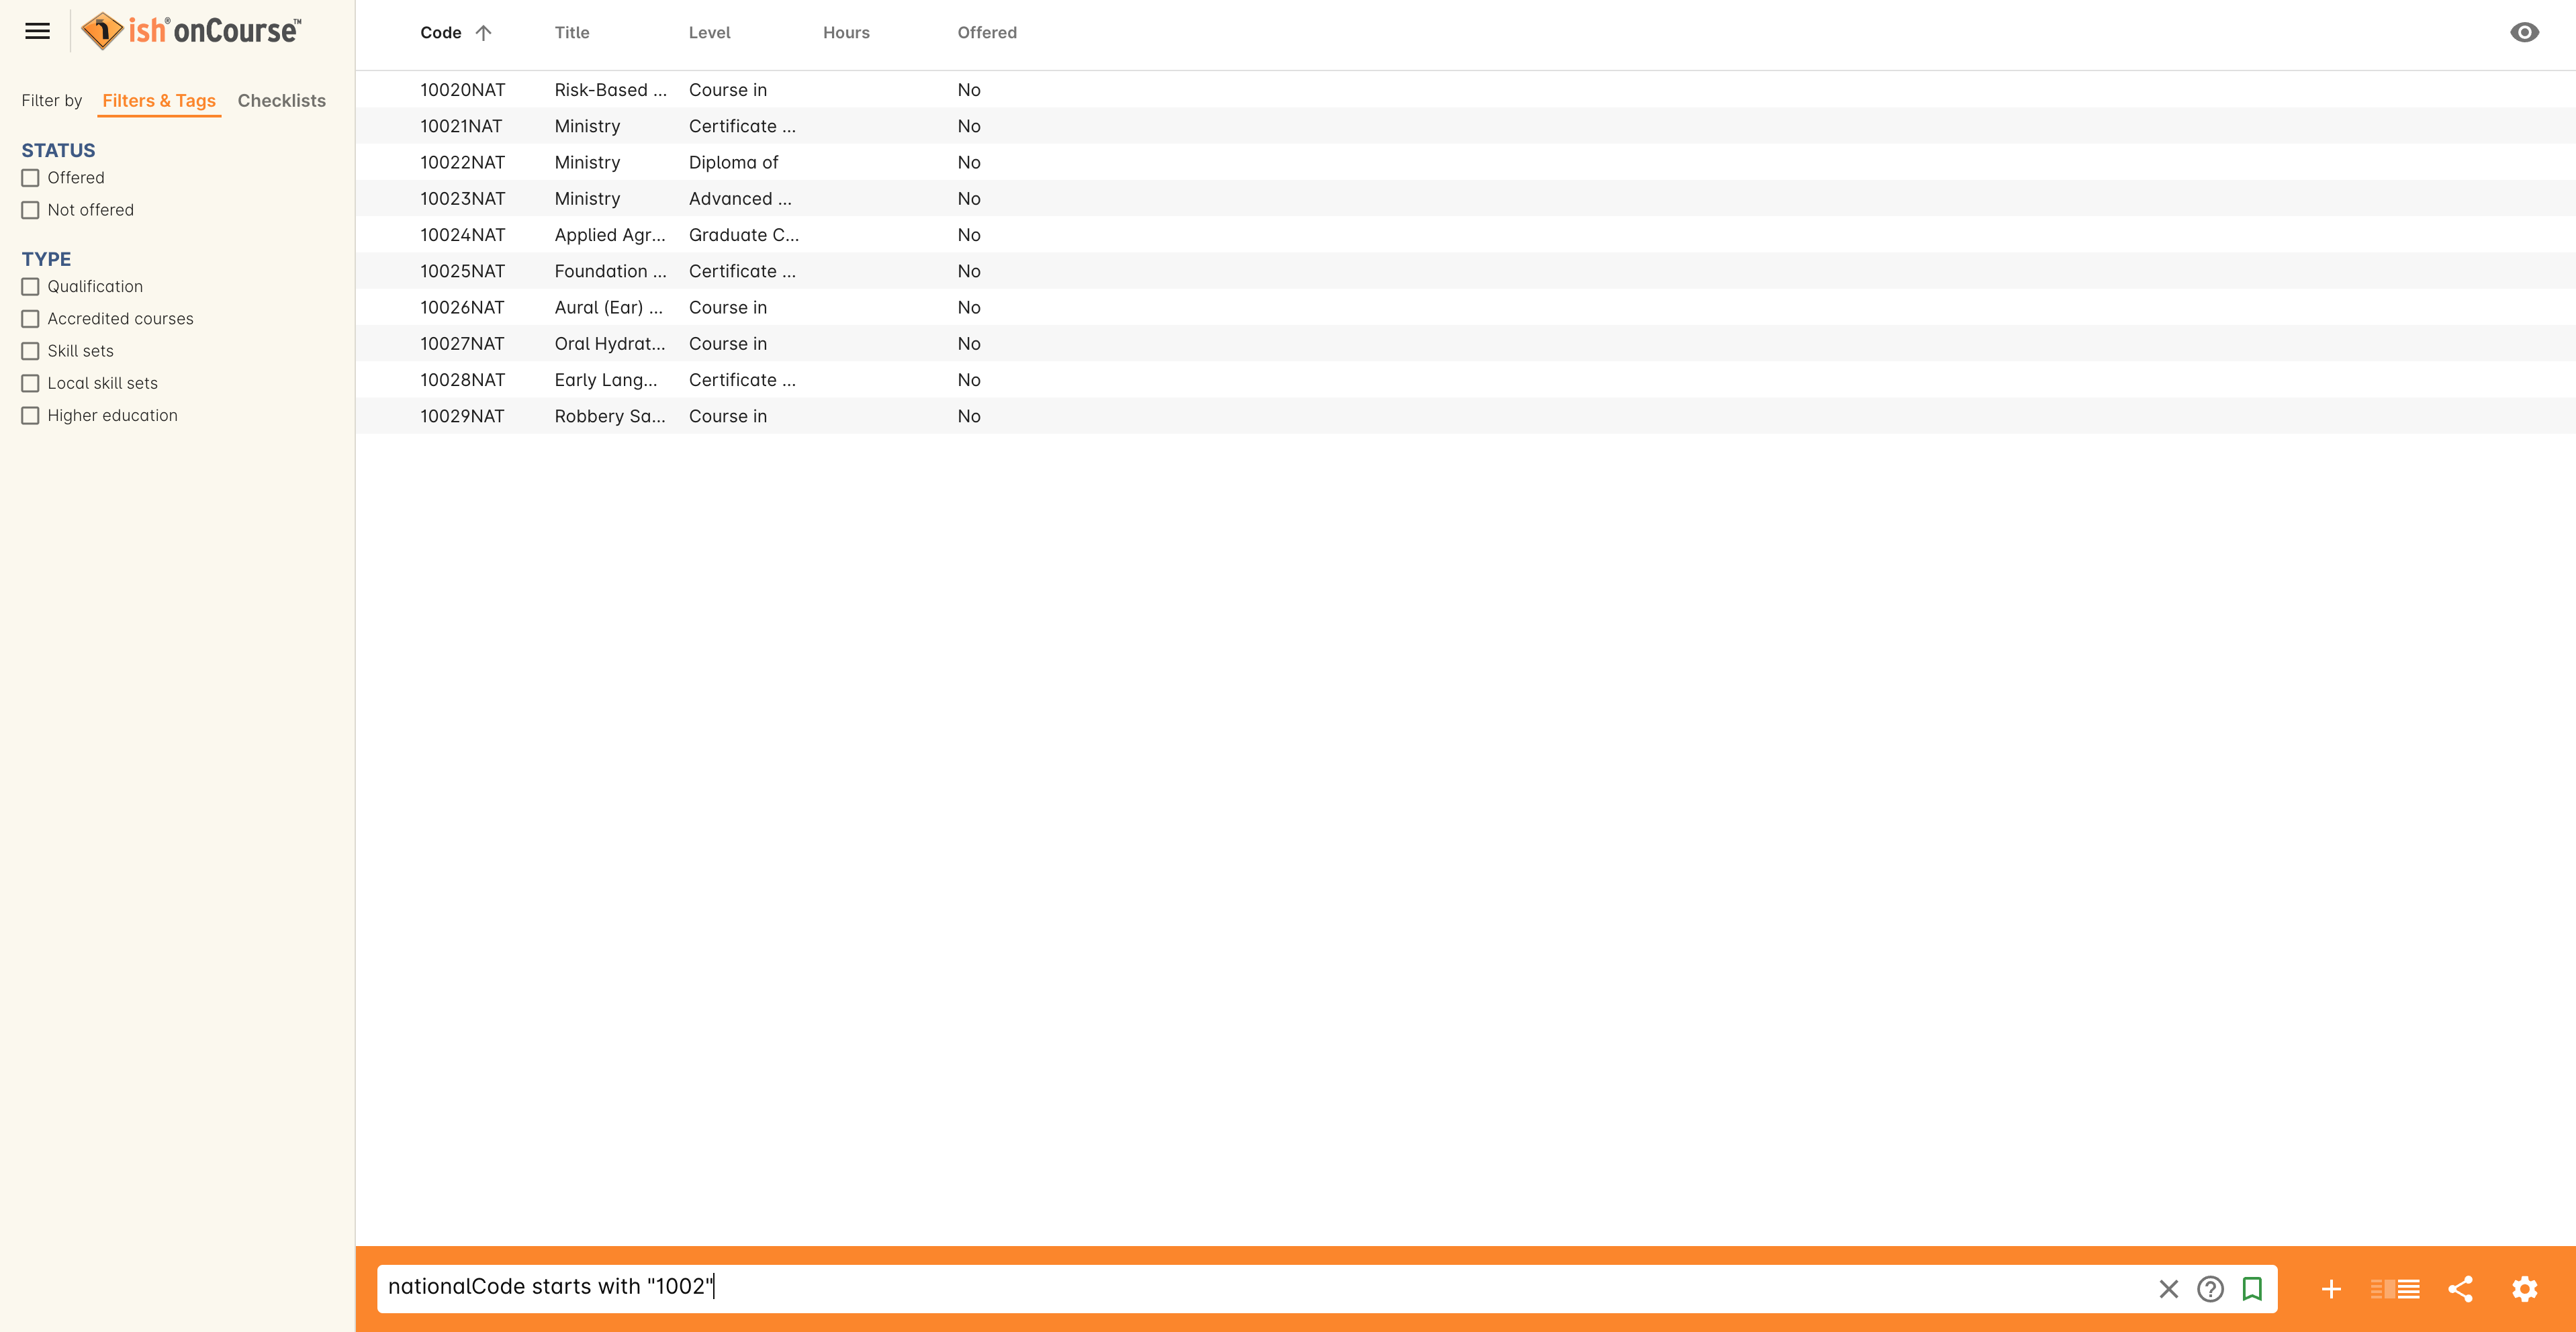 ish® onCourse™
Filter by Filters & Tags Checklists
STATUS
Offered
Not offered
TYPE
Qualification
Accredited courses
Skill sets
Local skill sets
Higher education
Code Title Level Hours Offered
10020NAT Risk-Based ... Course in No
10021NAT Ministry Certificate ... No
10022NAT Ministry Diploma of No
10023NAT Ministry Advanced ... No
10024NAT Applied Agr... Graduate C... No
10025NAT Foundation ... Certificate ... No
10026NAT Aural (Ear) ... Course in No
10027NAT Oral Hydrat... Course in No
10028NAT Early Lang... Certificate ... No
10029NAT Robbery Sa... Course in No
nationalCode starts with "1002"